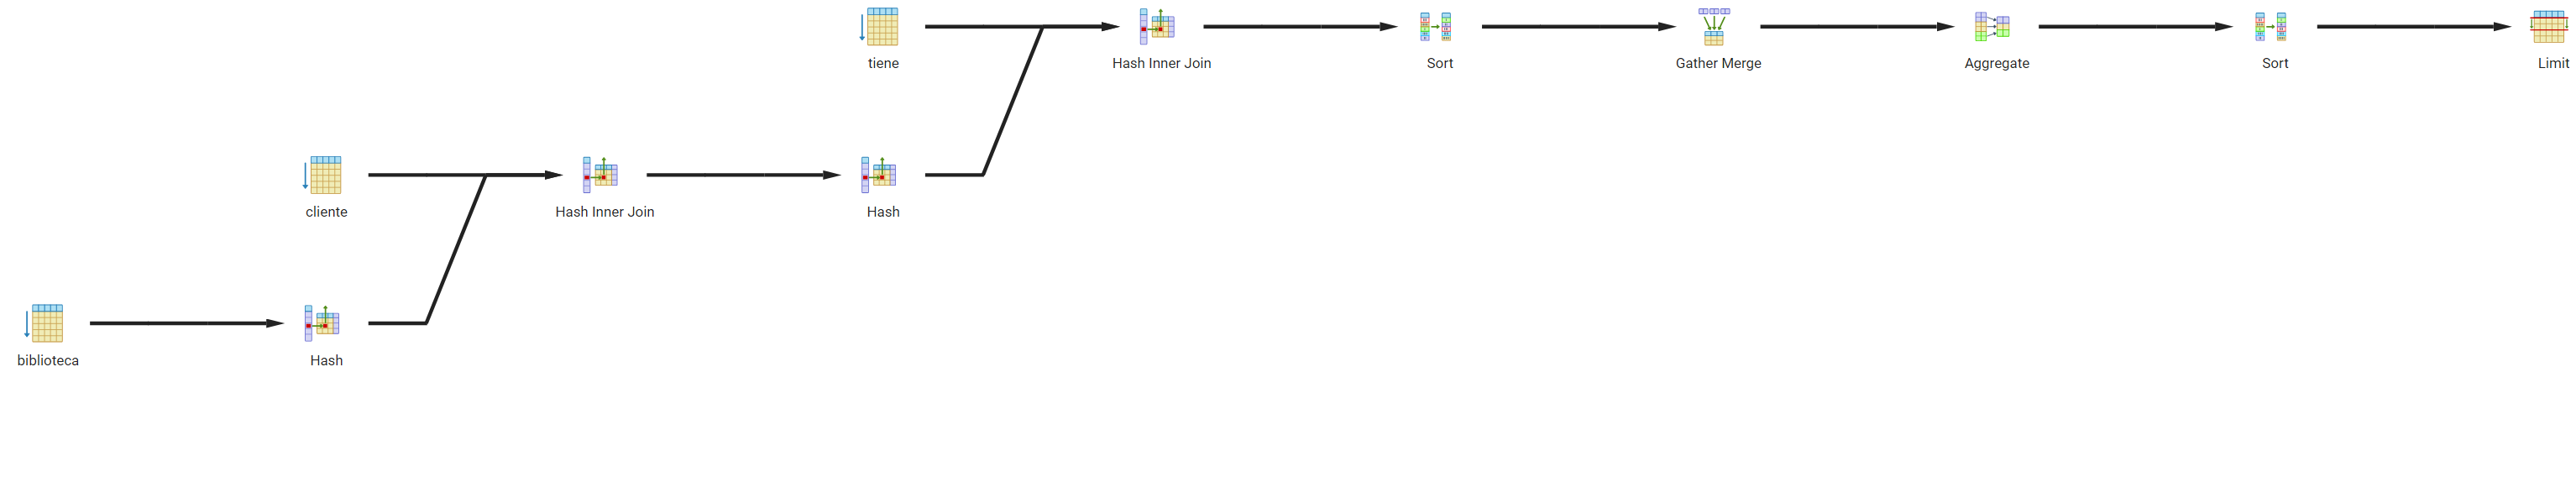 tiene
Hash Inner Join
Sort
Gather Merge
Aggregate
Sort
Limit
cliente
Hash Inner Join
Hash
biblioteca
Hash